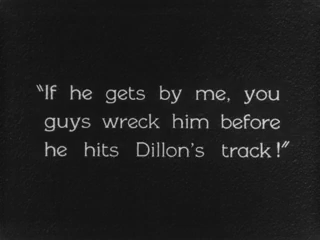 "If he gets by me, you
guys wreck him before
he hits Dillon's track!"